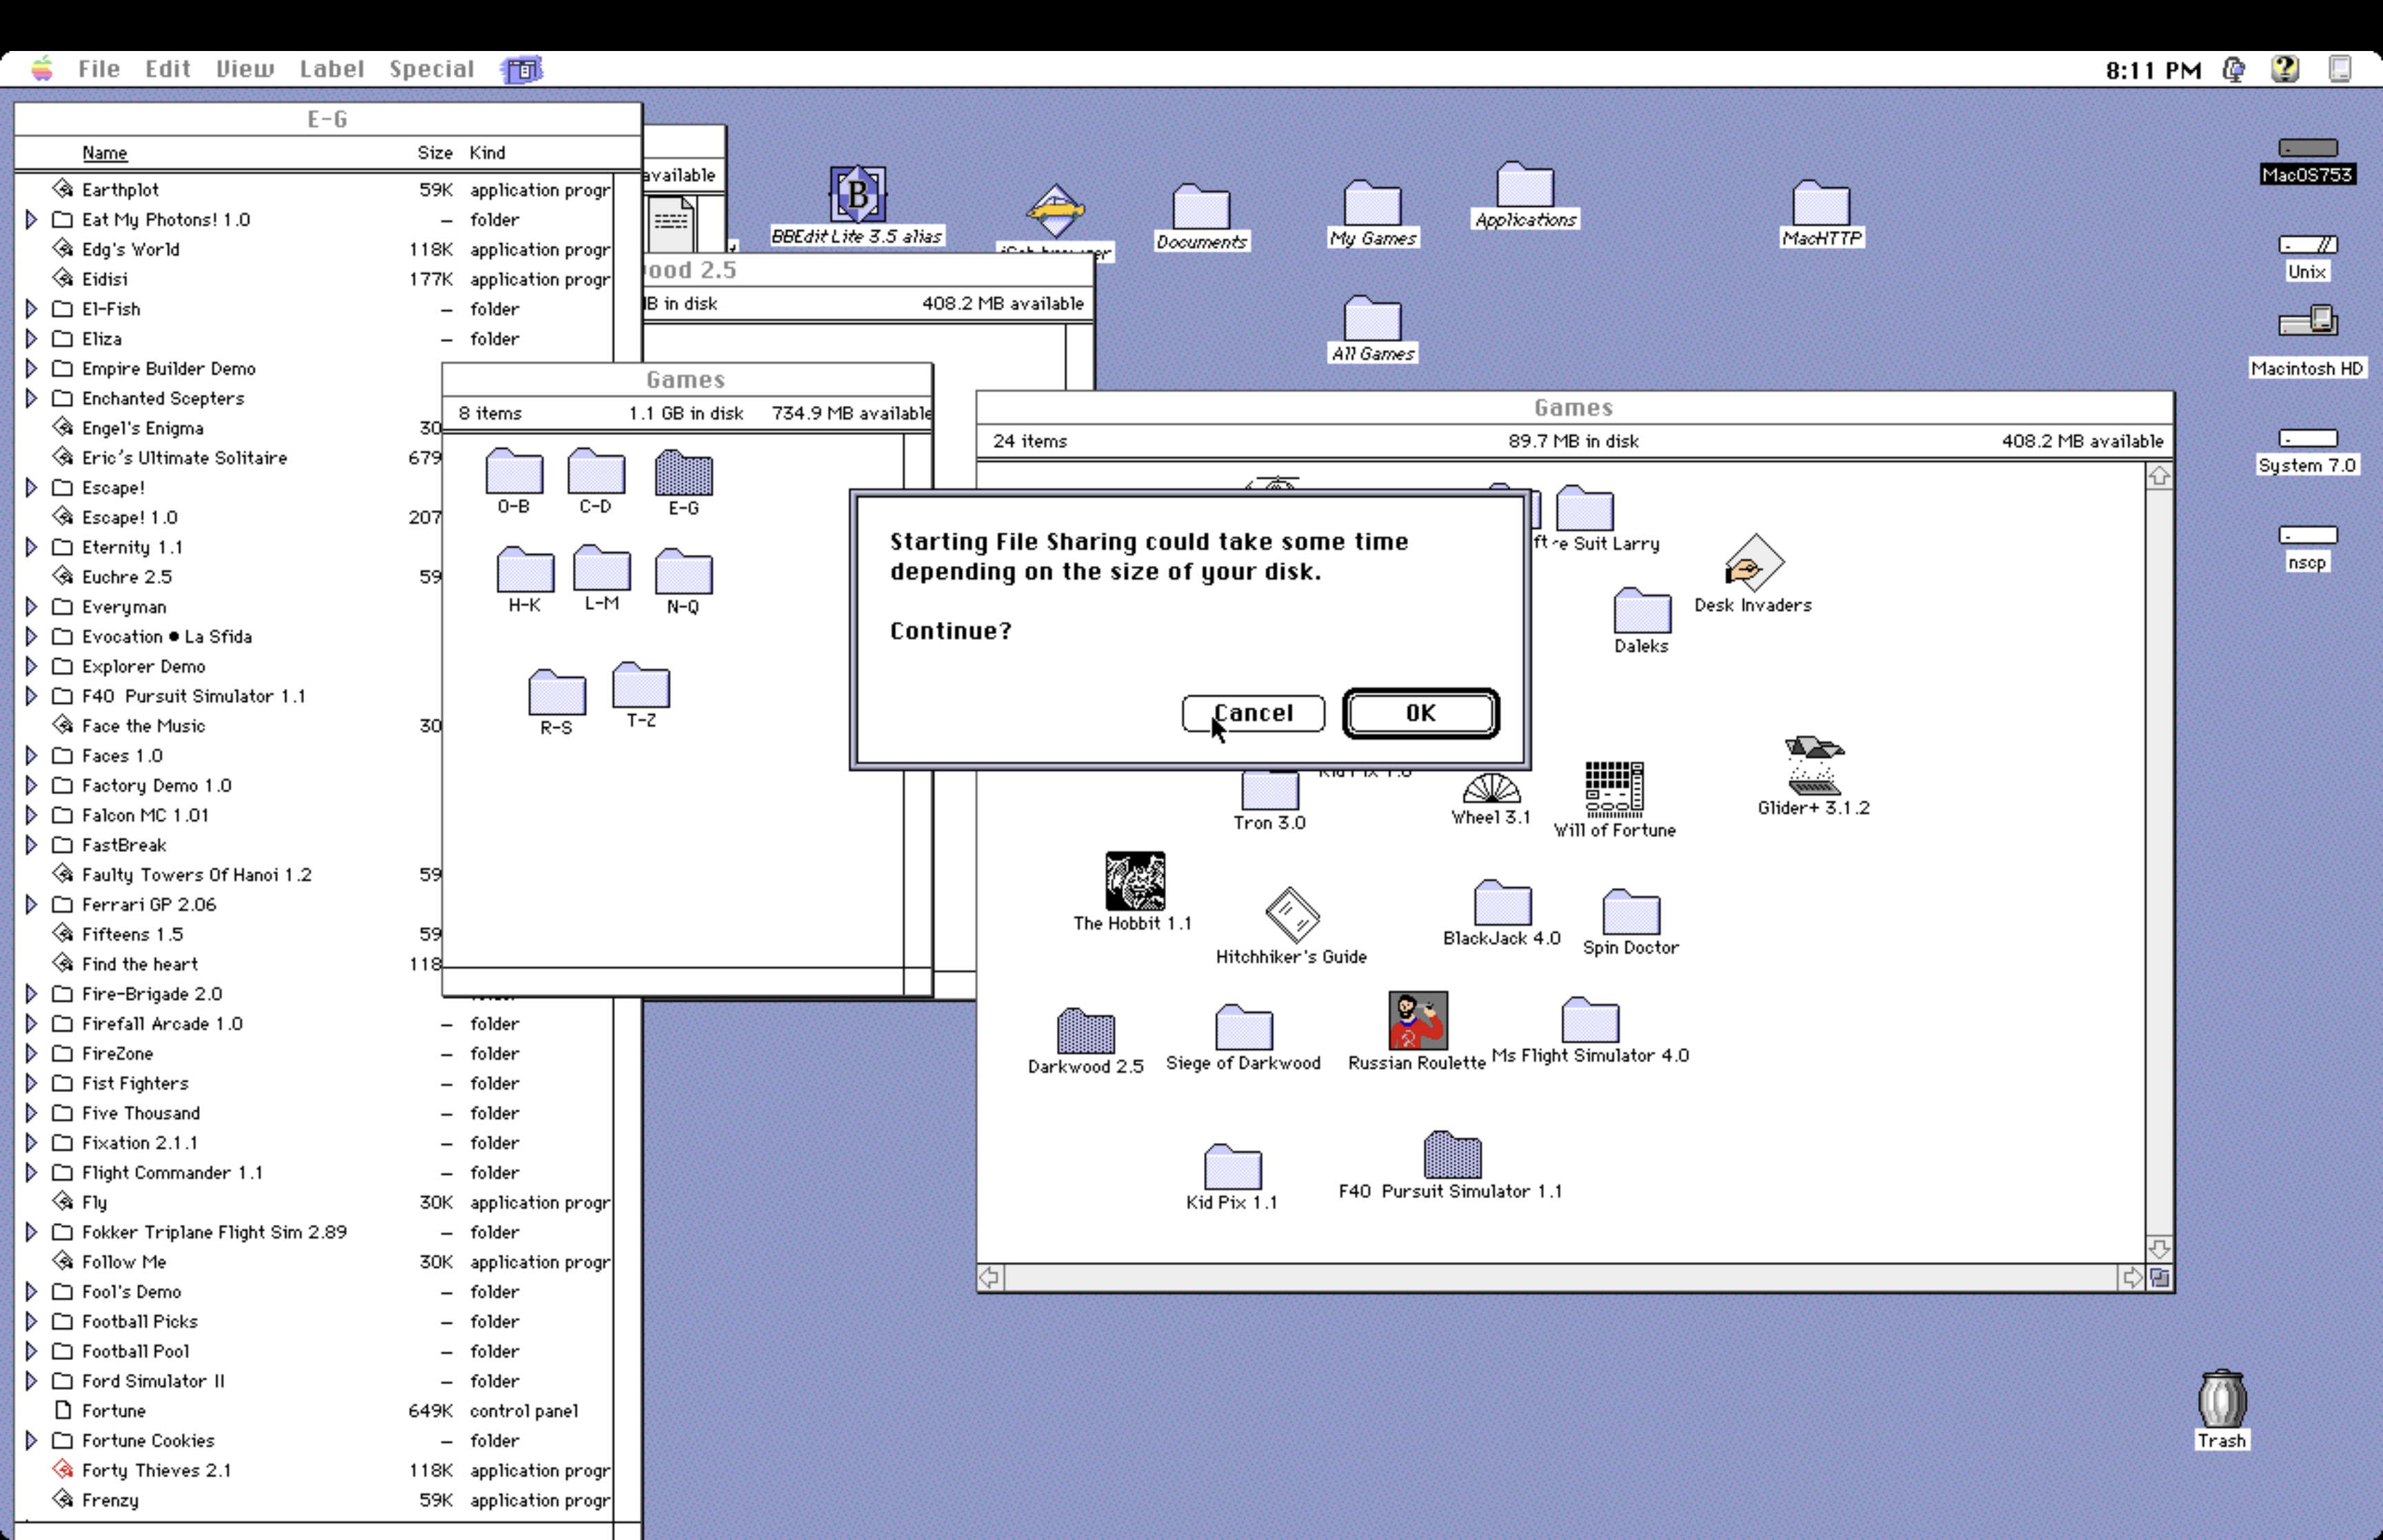 File Edit View Label Special
8:11 PM
E-G
Name Size Kind
Earthplot 59K application progr
Eat My Photons! 1.0 – folder
Edg's World 118K application progr
Eidisi 177K application progr
El-Fish – folder
Eliza – folder
Empire Builder Demo
Enchanted Scepters
Engel's Enigma 30
Eric's Ultimate Solitaire 679
Escape!
Escape! 1.0 207
Eternity 1.1
Euchre 2.5 59
Everyman
Evocation • La Sfida
Explorer Demo
F40 Pursuit Simulator 1.1
Face the Music 30
Faces 1.0
Factory Demo 1.0
Falcon MC 1.01
FastBreak
Faulty Towers Of Hanoi 1.2 59
Ferrari GP 2.06
Fifteens 1.5 59
Find the heart 118
Fire-Brigade 2.0
Firefall Arcade 1.0 – folder
FireZone – folder
Fist Fighters – folder
Five Thousand – folder
Fixation 2.1.1 – folder
Flight Commander 1.1 – folder
Fly 30K application progr
Fokker Triplane Flight Sim 2.89 – folder
Follow Me 30K application progr
Fool's Demo – folder
Football Picks – folder
Football Pool – folder
Ford Simulator II – folder
Fortune 649K control panel
Fortune Cookies – folder
Forty Thieves 2.1 118K application progr
Frenzy 59K application progr
available
ood 2.5
B in disk 408.2 MB available
BBEdit Lite 3.5 alias
Documents
My Games
Applications
MacHTTP
All Games
MacOS753
Unix
Macintosh HD
System 7.0
nscp
Trash
Games
8 items 1.1 GB in disk 734.9 MB available
O-B C-D E-G
H-K L-M N-Q
R-S T-Z
Games
24 items 89.7 MB in disk 408.2 MB available
Starting File Sharing could take some time
depending on the size of your disk.
Continue?
Cancel OK
ft re Suit Larry
Desk Invaders
Daleks
Tron 3.0
Wheel 3.1
Will of Fortune
Glider+ 3.1.2
The Hobbit 1.1
Hitchhiker's Guide
BlackJack 4.0
Spin Doctor
Darkwood 2.5
Siege of Darkwood
Russian Roulette
Ms Flight Simulator 4.0
Kid Pix 1.1
F40 Pursuit Simulator 1.1